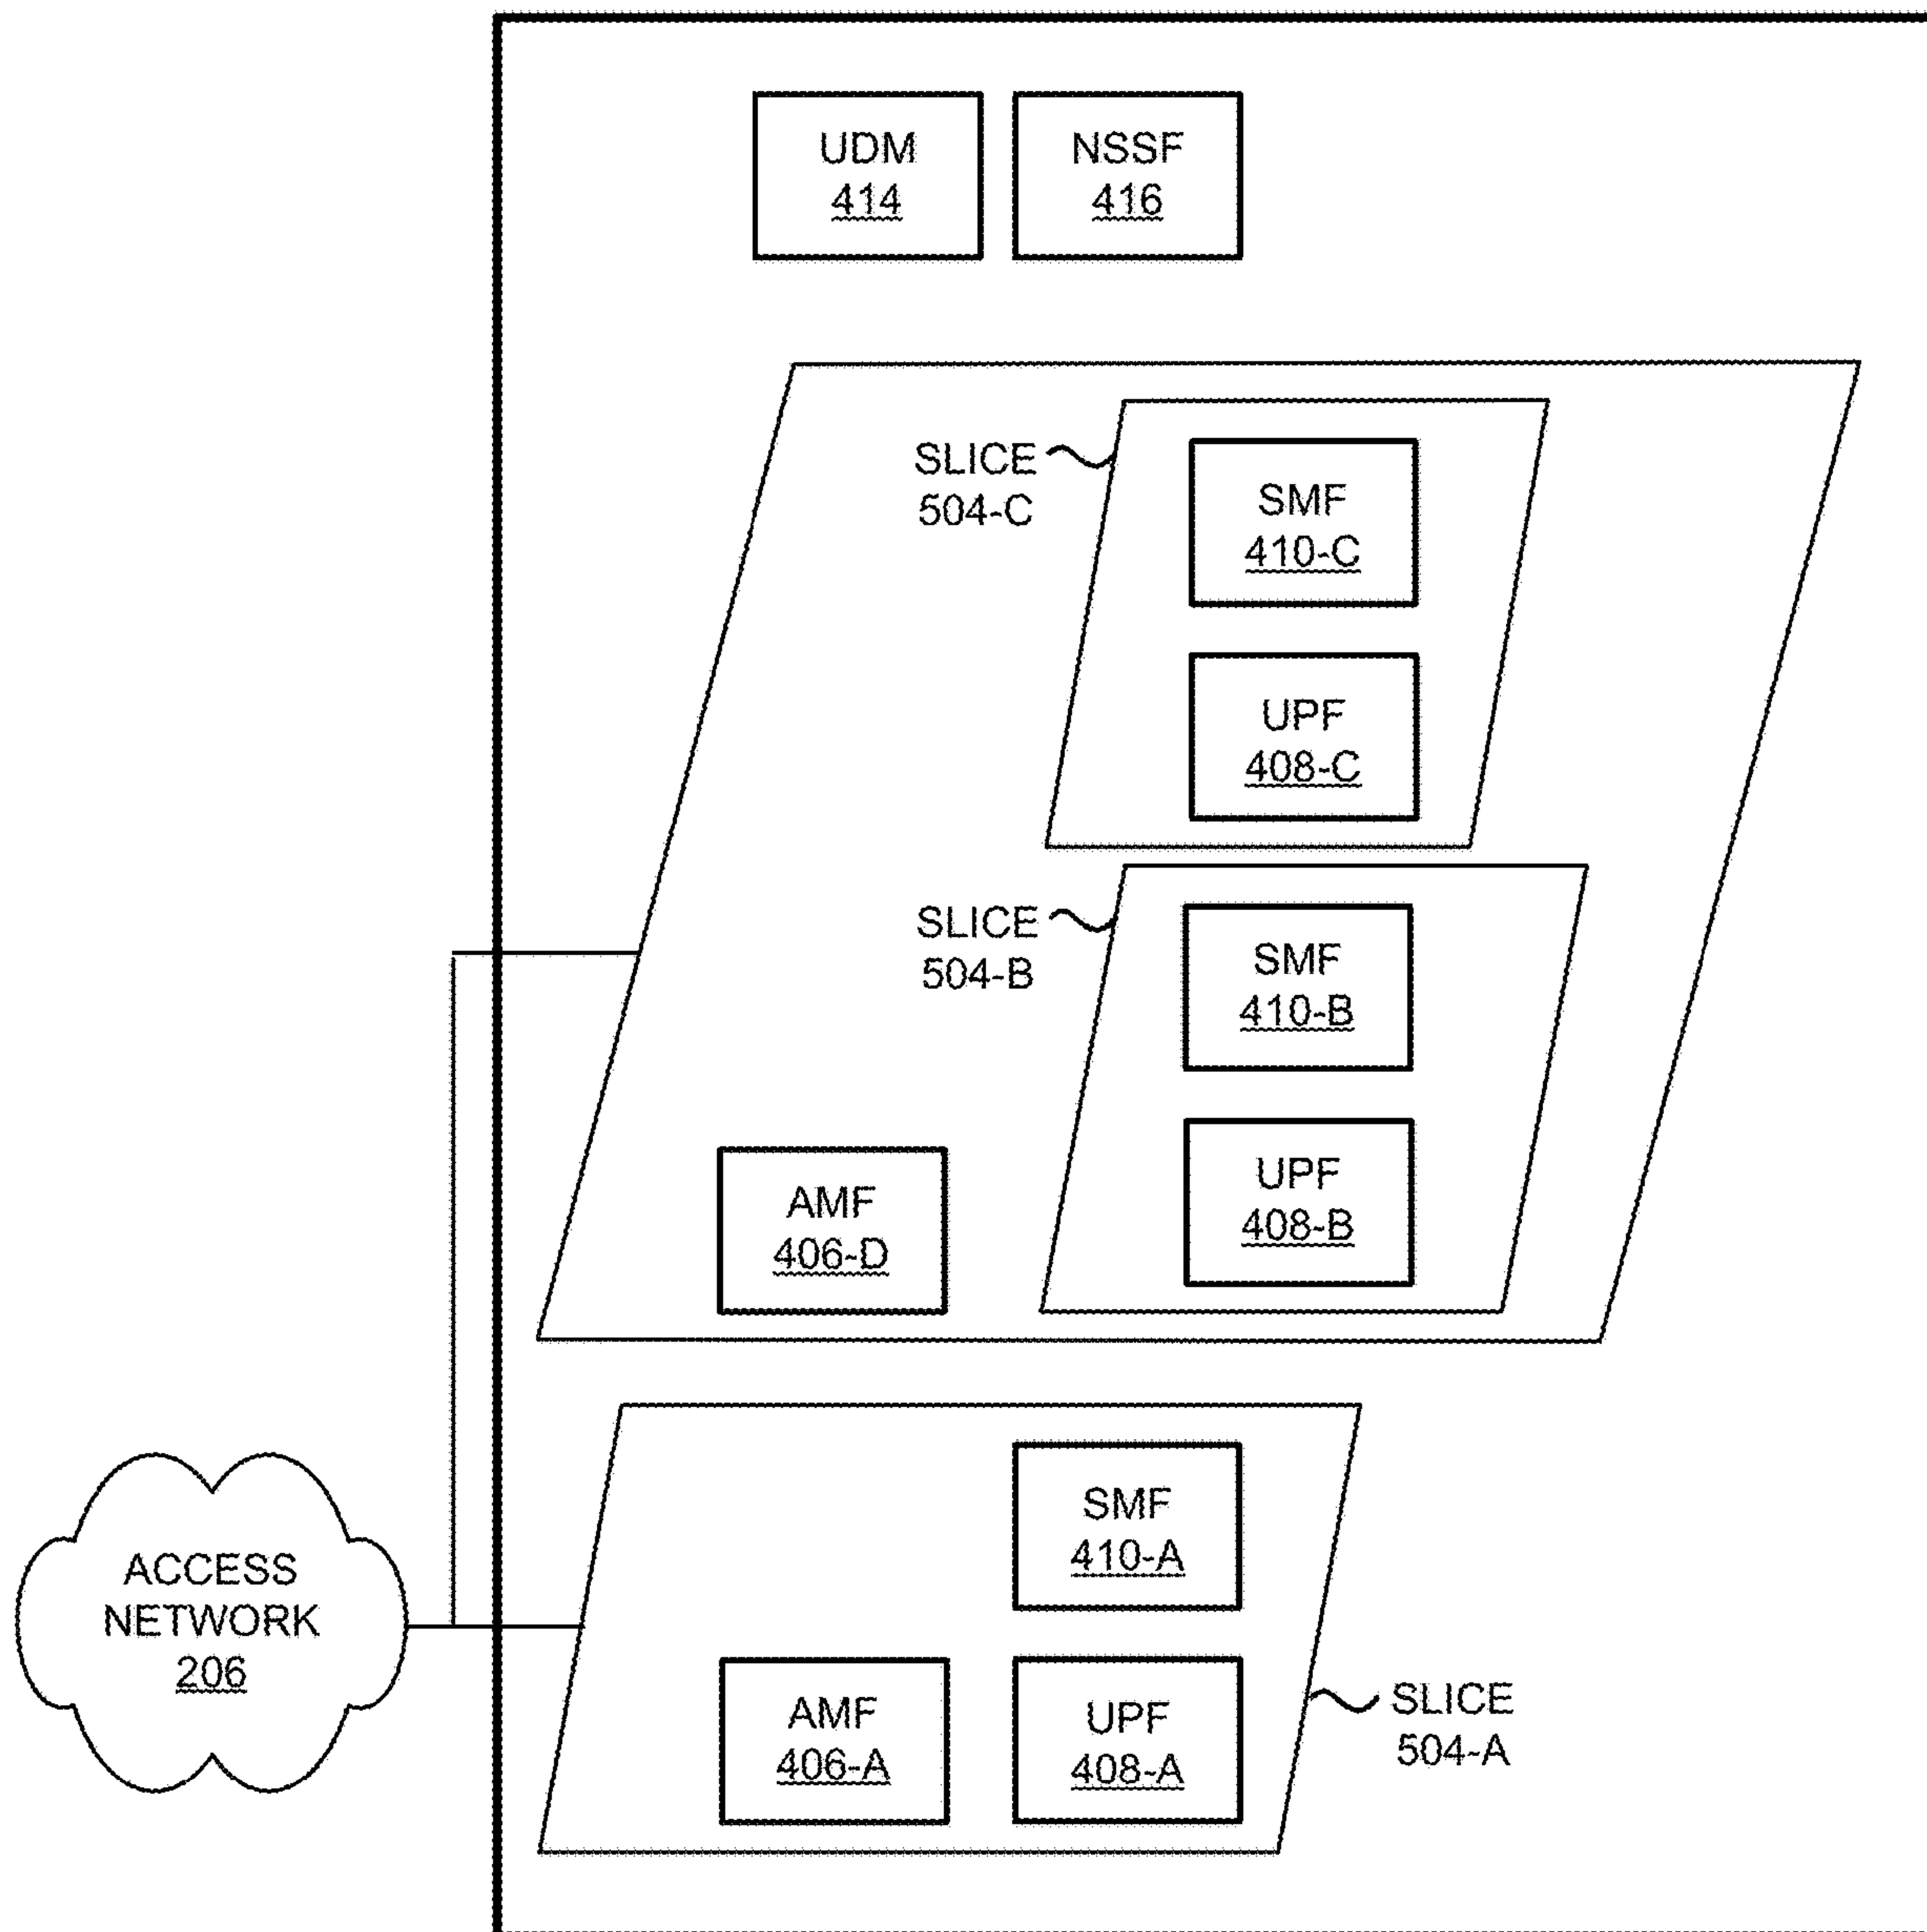 UDM
414
NSSF
416
SLICE
504-C
SMF
410-C
UPF
408-C
SLICE
504-B
SMF
410-B
UPF
408-B
AMF
406-D
SMF
410-A
ACCESS
NETWORK
206
AMF
406-A
UPF
408-A
SLICE
504-A